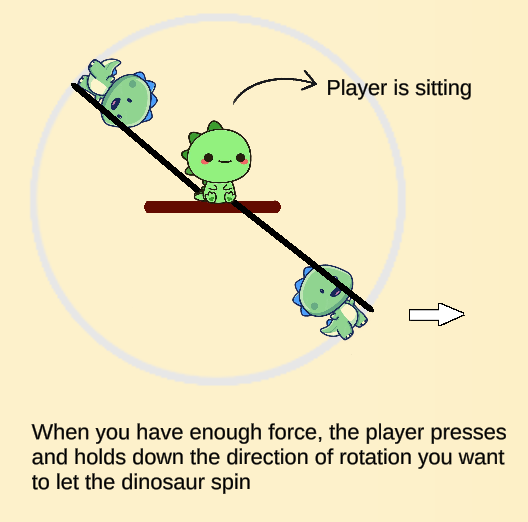 Player is sitting
When you have enough force, the player presses
and holds down the direction of rotation you want
to let the dinosaur spin